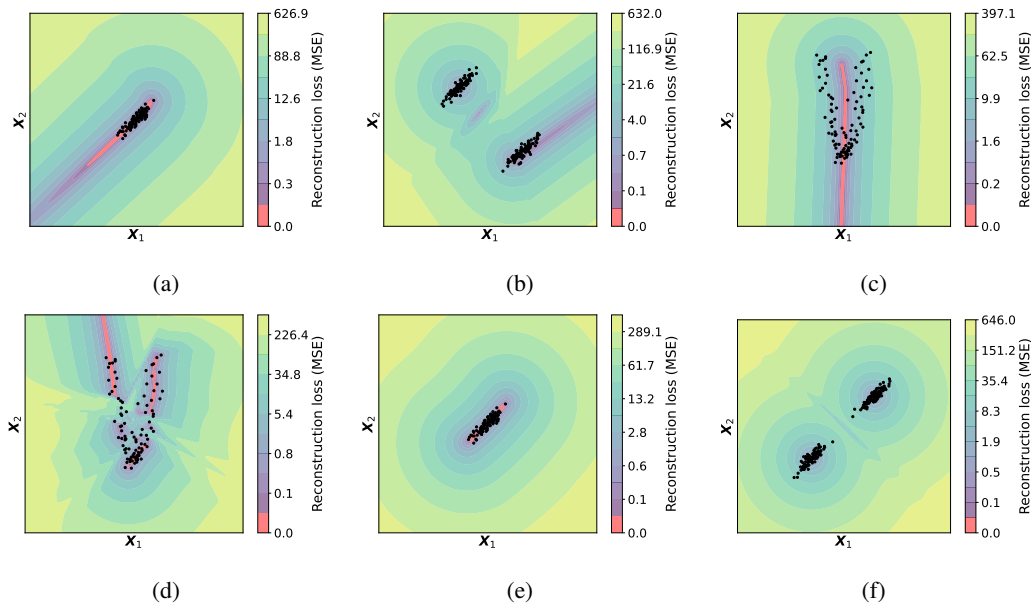 626.9
88.8
12.6
1.8
0.3
0.0
Reconstruction loss (MSE)
X2
X1
(a)
632.0
116.9
21.6
4.0
0.7
0.1
0.0
Reconstruction loss (MSE)
X2
X1
(b)
397.1
62.5
9.9
1.6
0.2
0.0
Reconstruction loss (MSE)
X2
X1
(c)
226.4
34.8
5.4
0.8
0.1
0.0
Reconstruction loss (MSE)
X2
X1
(d)
289.1
61.7
13.2
2.8
0.6
0.1
0.0
Reconstruction loss (MSE)
X2
X1
(e)
646.0
151.2
35.4
8.3
1.9
0.5
0.1
0.0
Reconstruction loss (MSE)
X2
X1
(f)